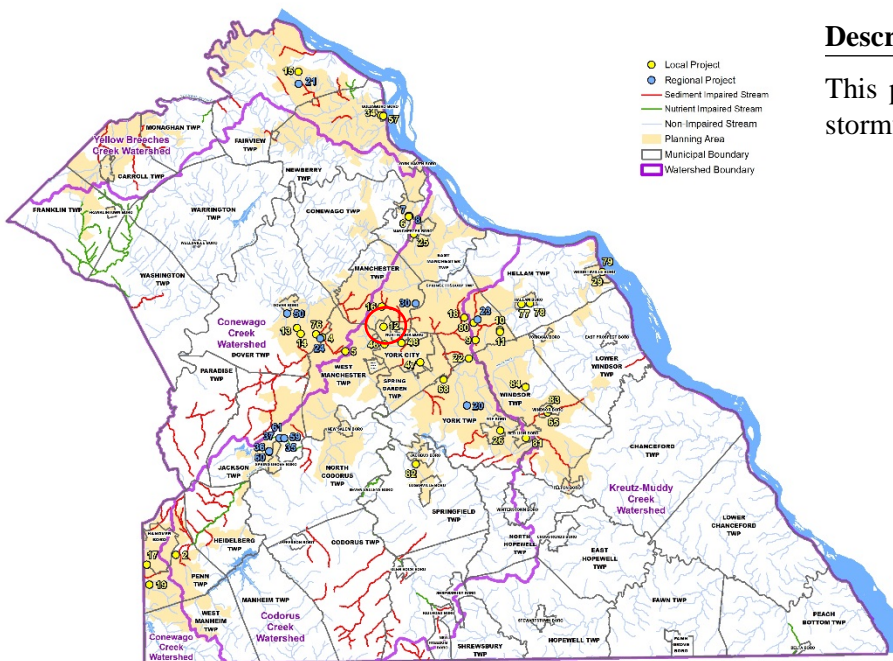 Descr
This p
storm
Local Project
Regional Project
Sediment Impaired Stream
Nutrient Impaired Stream
Non-Impaired Stream
Planning Area
Municipal Boundary
Watershed Boundary
15
21
34
57
MONAGHAN TWP
Yellow Breeches
Creek Watershed
FAIRVIEW
TWP
CARROLL TWP
NEWBERRY
TWP
FRANKLIN TWP
WARRINGTON
TWP
CONEWAGO TWP
7
6
8
25
WASHINGTON
TWP
MANCHESTER
TWP
EAST
MANCHESTER
TWP
HELLAM TWP
79
29
50
16
30
18
23
77
78
Conewago
Creek
Watershed
13
76
4
14
24
12
80
40
11
9
EAST PROSPECT BORO
DOVER TWP
5
46
48
YORK CITY
47
22
LOWER
WINDSOR
TWP
PARADISE
TWP
WEST
MANCHESTER
TWP
SPRING
GARDEN
TWP
68
WINDSOR
TWP
84
83
65
YORK TWP
20
26
81
61
37
53
36
35
60
JACKSON
TWP
NORTH
CODORUS
TWP
62
CHANCEFORD
TWP
Kreutz-Muddy
Creek
Watershed
SPRINGFIELD
TWP
LOWER
CHANCEFORD
TWP
HEIDELBERG
TWP
CODORUS TWP
NORTH
HOPEWELL
TWP
EAST
HOPEWELL
TWP
17
2
19
PENN
TWP
WEST
MANHEIM
TWP
MANHEIM TWP
Codorus
Creek
Watershed
FAWN TWP
PEACH
BOTTOM TWP
Conewago
Creek
Watershed
SHREWSBURY
TWP
HOPEWELL TWP